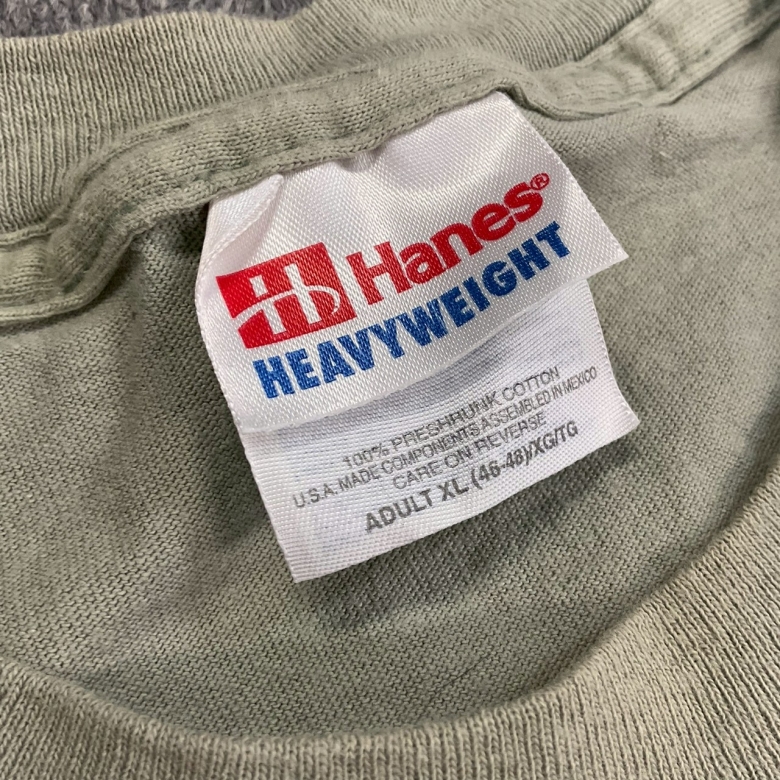 Hanes®
HEAVYWEIGHT
100% PRESHRUNK COTTON
U.S.A. MADE COMPONENTS ASSEMBLED IN MEXICO
CARE ON REVERSE
ADULT XL (46-48)/XG/TG